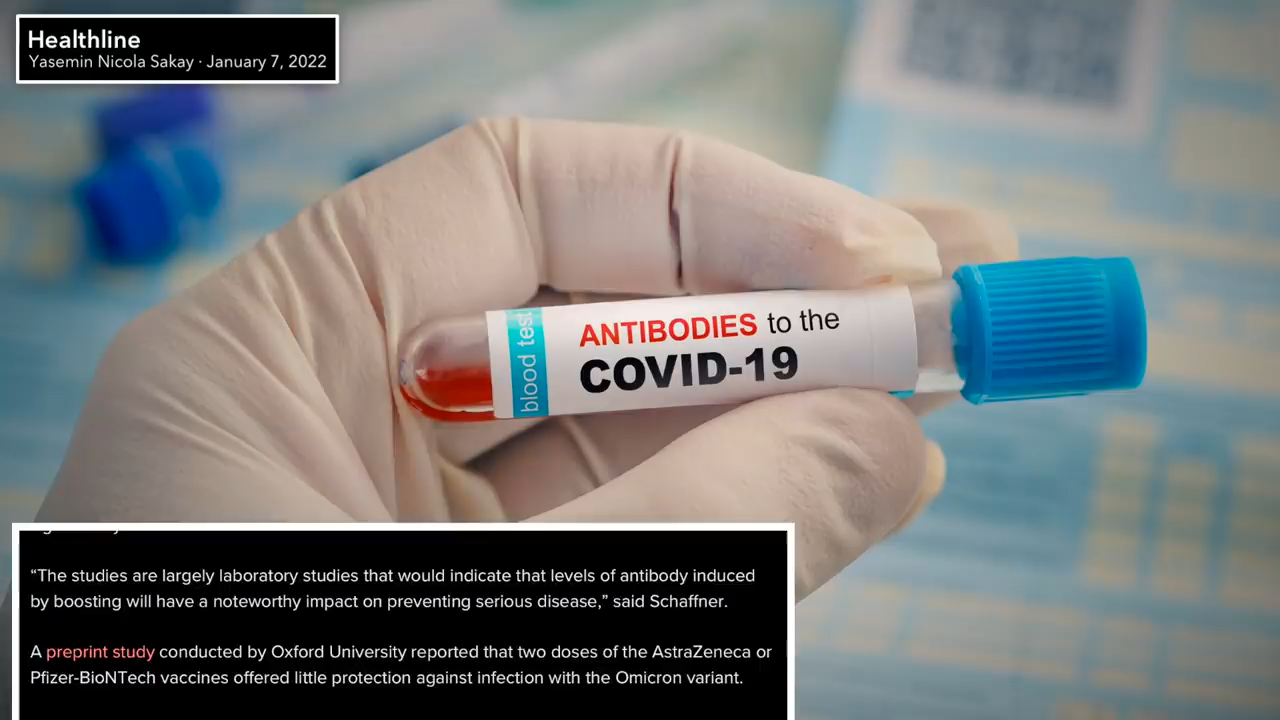 Healthline
Yasemin Nicola Sakay · January 7, 2022
blood test
ANTIBODIES to the
COVID-19
“The studies are largely laboratory studies that would indicate that levels of antibody induced
by boosting will have a noteworthy impact on preventing serious disease,” said Schaffner.
A preprint study conducted by Oxford University reported that two doses of the AstraZeneca or
Pfizer-BioNTech vaccines offered little protection against infection with the Omicron variant.